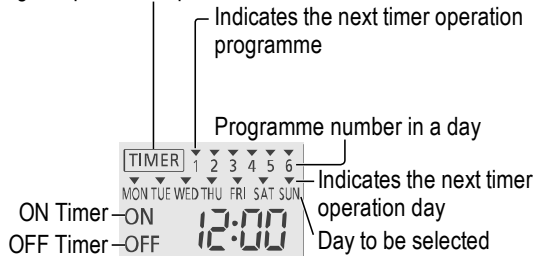 Indicates the next timer operation
programme
Programme number in a day
TIMER 1 2 3 4 5 6
MON TUE WED THU FRI SAT SUN
Indicates the next timer
operation day
ON Timer ON
OFF Timer OFF
12:00
Day to be selected